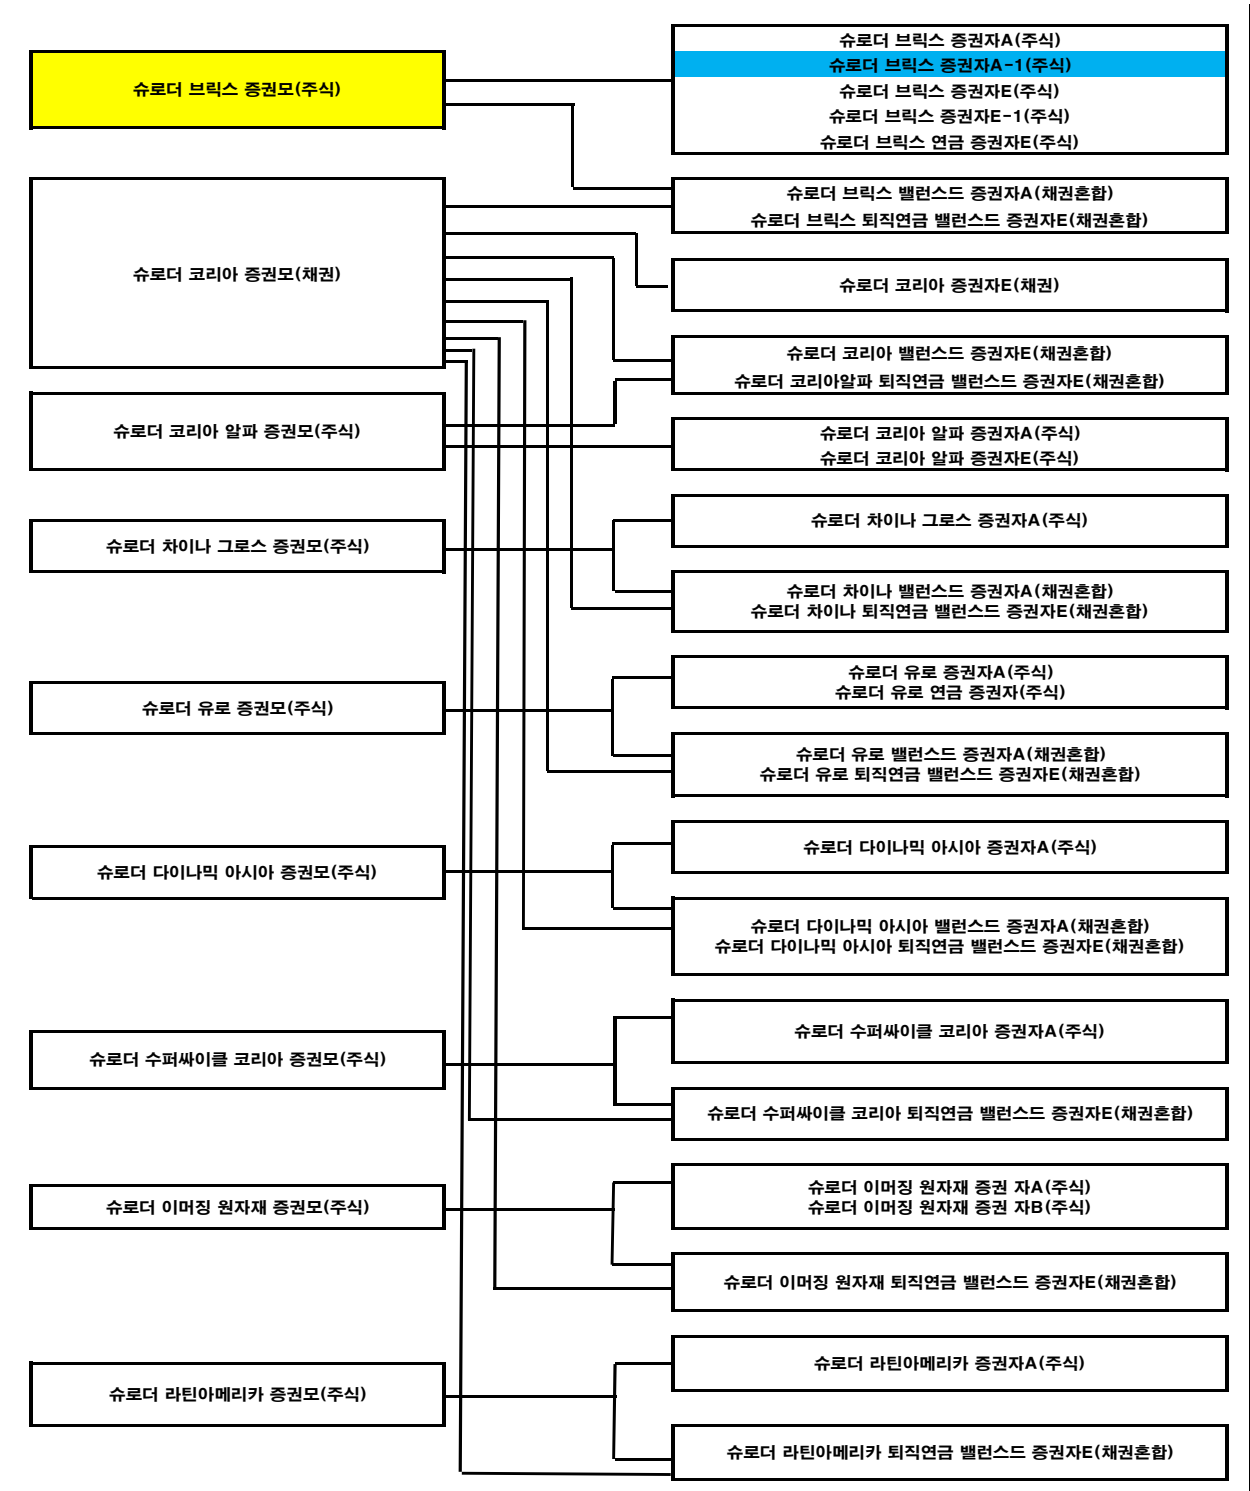 슈로더 브릭스 증권모(주식)
슈로더 브릭스 증권자A(주식)
슈로더 브릭스 증권자A-1(주식)
슈로더 브릭스 증권자E(주식)
슈로더 브릭스 증권자E-1(주식)
슈로더 브릭스 연금 증권자E(주식)
슈로더 브릭스 밸런스드 증권자A(채권혼합)
슈로더 브릭스 퇴직연금 밸런스드 증권자E(채권혼합)
슈로더 코리아 증권모(채권)
슈로더 코리아 증권자E(채권)
슈로더 코리아 밸런스드 증권자E(채권혼합)
슈로더 코리아알파 퇴직연금 밸런스드 증권자E(채권혼합)
슈로더 코리아 알파 증권모(주식)
슈로더 코리아 알파 증권자A(주식)
슈로더 코리아 알파 증권자E(주식)
슈로더 차이나 그로스 증권모(주식)
슈로더 차이나 그로스 증권자A(주식)
슈로더 차이나 밸런스드 증권자A(채권혼합)
슈로더 차이나 퇴직연금 밸런스드 증권자E(채권혼합)
슈로더 유로 증권모(주식)
슈로더 유로 증권자A(주식)
슈로더 유로 연금 증권자(주식)
슈로더 유로 밸런스드 증권자A(채권혼합)
슈로더 유로 퇴직연금 밸런스드 증권자E(채권혼합)
슈로더 다이나믹 아시아 증권모(주식)
슈로더 다이나믹 아시아 증권자A(주식)
슈로더 다이나믹 아시아 밸런스드 증권자A(채권혼합)
슈로더 다이나믹 아시아 퇴직연금 밸런스드 증권자E(채권혼합)
슈로더 수퍼싸이클 코리아 증권모(주식)
슈로더 수퍼싸이클 코리아 증권자A(주식)
슈로더 수퍼싸이클 코리아 퇴직연금 밸런스드 증권자E(채권혼합)
슈로더 이머징 원자재 증권모(주식)
슈로더 이머징 원자재 증권 자A(주식)
슈로더 이머징 원자재 증권 자B(주식)
슈로더 이머징 원자재 퇴직연금 밸런스드 증권자E(채권혼합)
슈로더 라틴아메리카 증권모(주식)
슈로더 라틴아메리카 증권자A(주식)
슈로더 라틴아메리카 퇴직연금 밸런스드 증권자E(채권혼합)